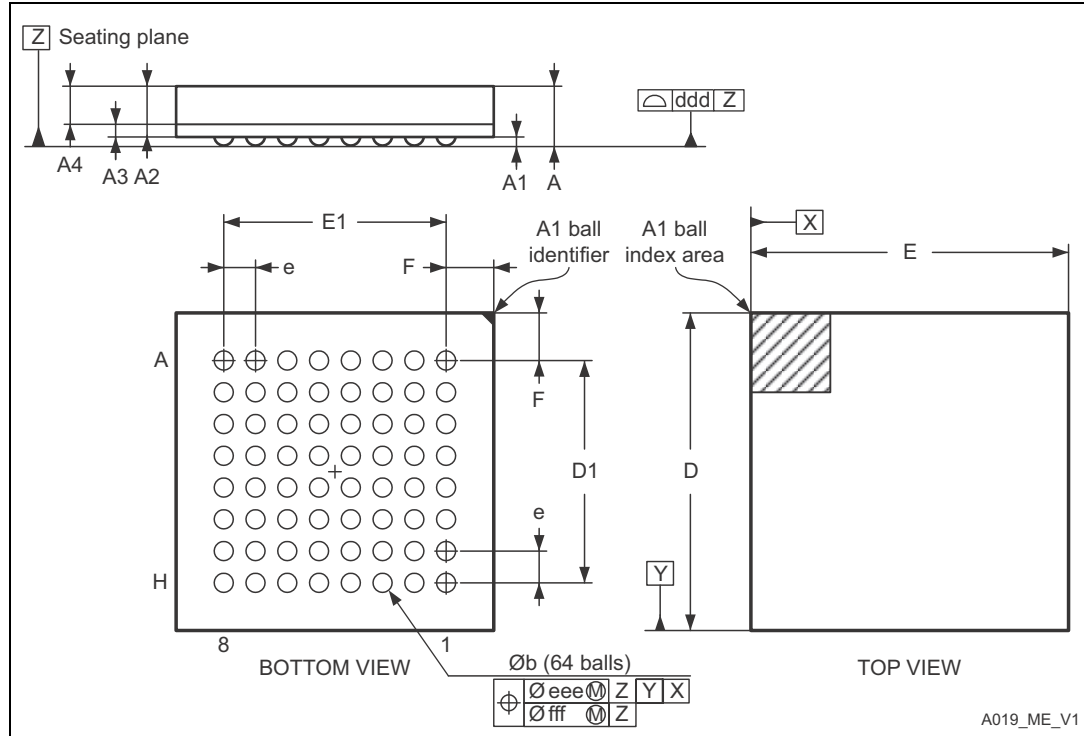 Z Seating plane
ddd Z
A4
A3 A2
A1 A
E1
e
F
A1 ball
identifier
A1 ball
index area
X
E
A
F
D1
D
e
Y
H
8
1
BOTTOM VIEW
Øb (64 balls)
TOP VIEW
Ø eee Ⓜ Z Y X
Ø fff Ⓜ Z
A019_ME_V1